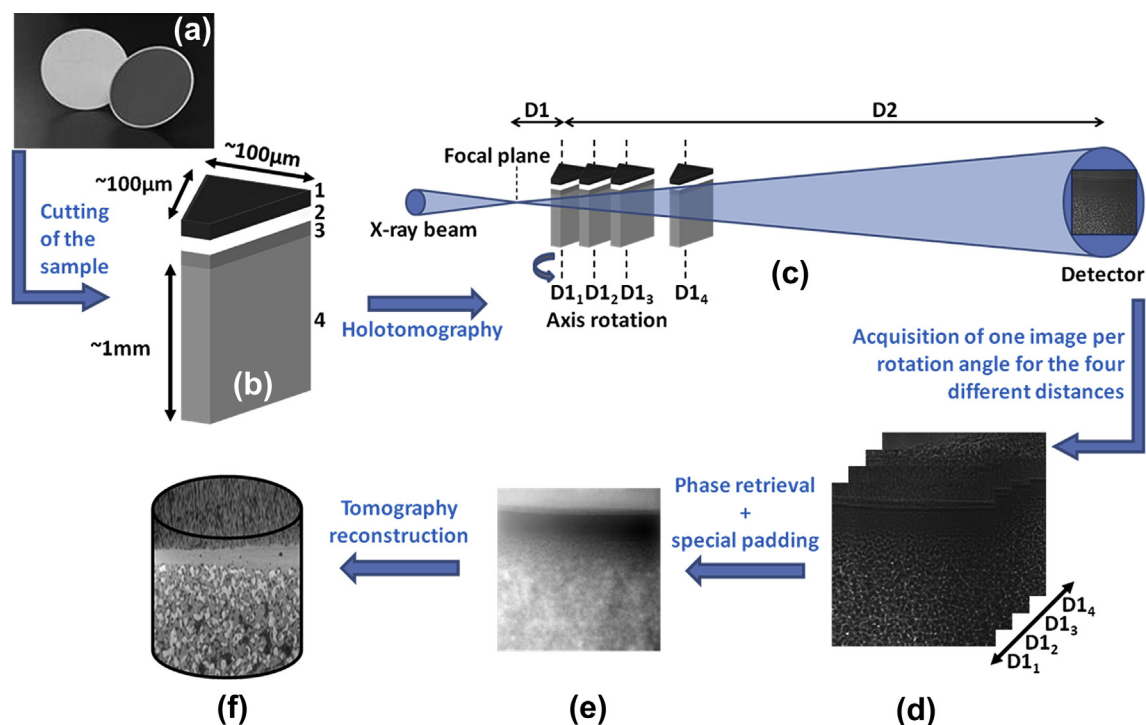 (a)
~100µm
~100µm
1
2
3
4
~1mm
(b)
Cutting
of the
sample
Holotomography
D1
D2
Focal plane
X-ray beam
(c)
D1₁ D1₂ D1₃ D1₄
Axis rotation
Detector
Acquisition of one image per
rotation angle for the four
different distances
D1₄
D1₃
D1₂
D1₁
(d)
Phase retrieval
+
special padding
(e)
Tomography
reconstruction
(f)